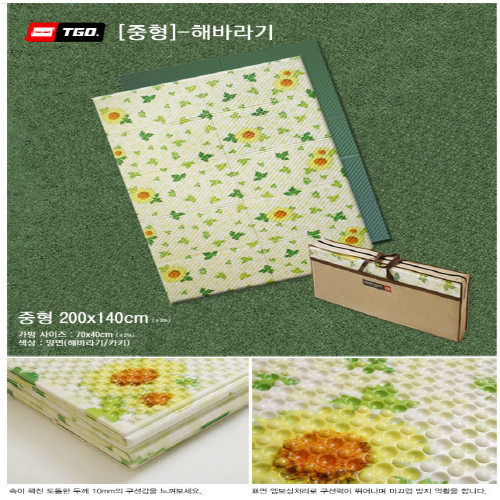 TGO.
[중형]-해바라기
중형 200x140cm (±2%)
가방 사이즈 : 70x40cm (±2%)
색상 : 양면(해바라기/카키)
속이 꽉찬 도톰한 두께 10mm의 쿠션감을 느껴보세요.
표면 엠보싱처리로 쿠션력이 뛰어나며 미끄럼 방지 역활을 합니다.